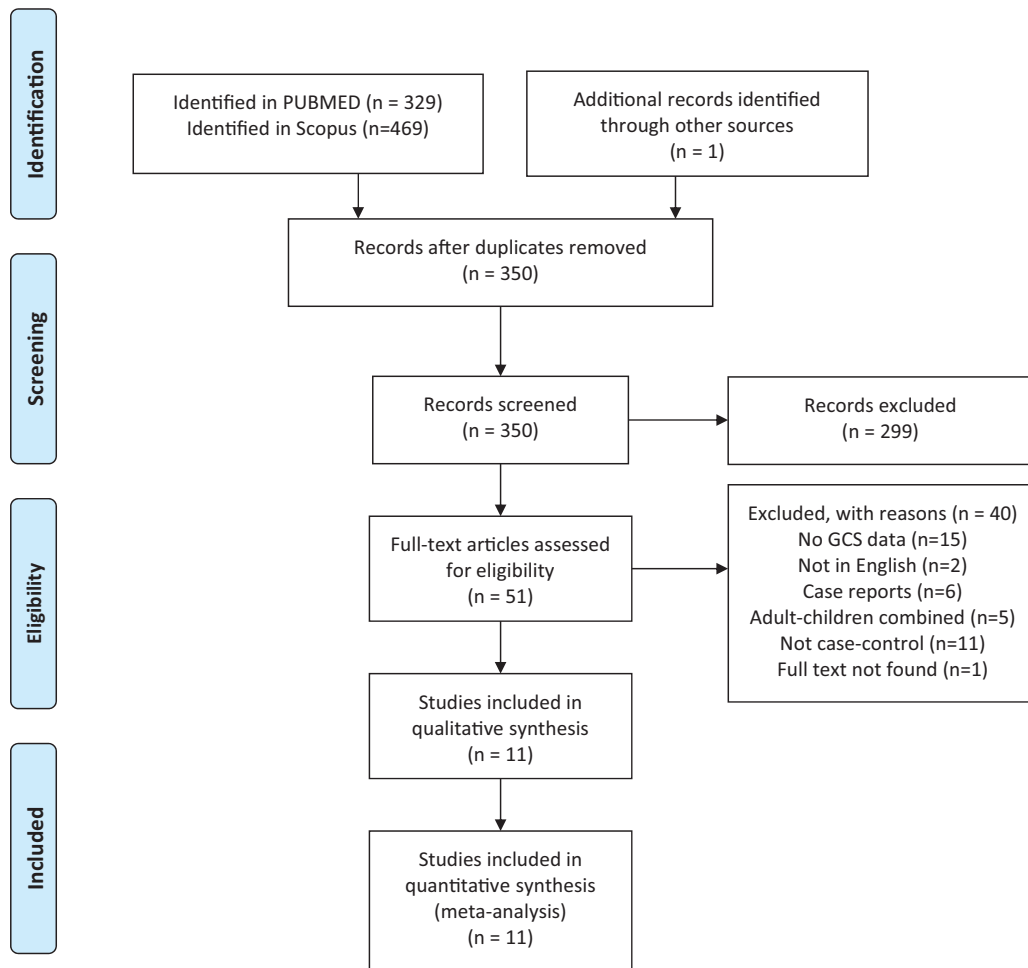 Identification
Identified in PUBMED (n = 329)
Identified in Scopus (n=469)
Additional records identified
through other sources
(n = 1)
Records after duplicates removed
(n = 350)
Screening
Records screened
(n = 350)
Records excluded
(n = 299)
Eligibility
Full-text articles assessed
for eligibility
(n = 51)
Excluded, with reasons (n = 40)
No GCS data (n=15)
Not in English (n=2)
Case reports (n=6)
Adult-children combined (n=5)
Not case-control (n=11)
Full text not found (n=1)
Studies included in
qualitative synthesis
(n = 11)
Included
Studies included in
quantitative synthesis
(meta-analysis)
(n = 11)